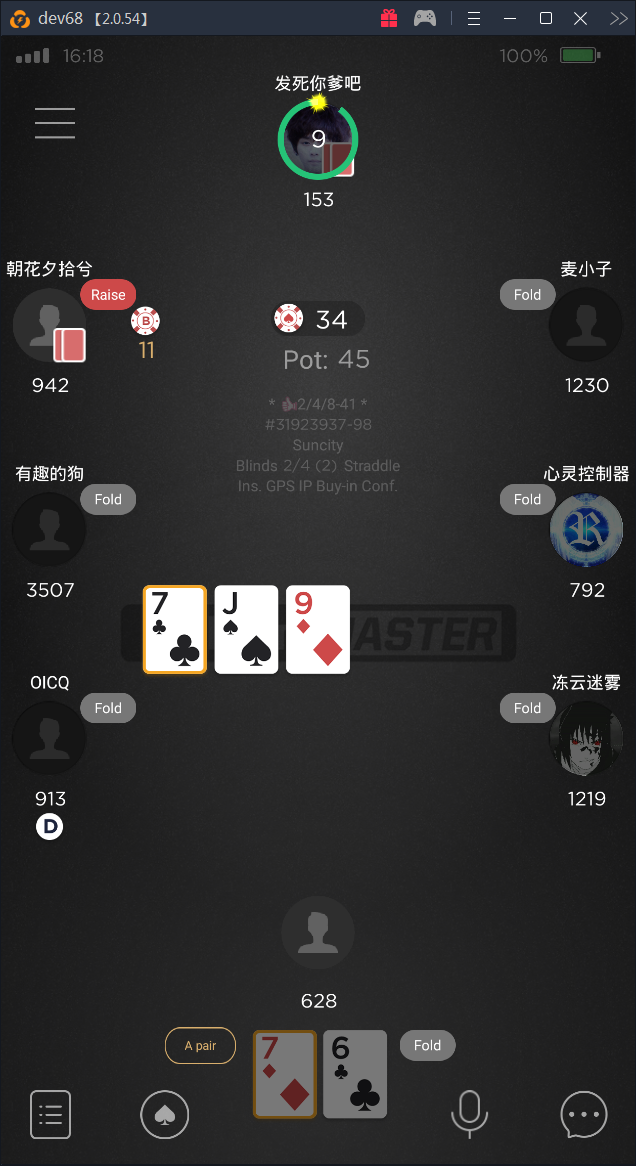 dev68 【2.0.54】
16:18
100%
发死你爹吧
9
153
朝花夕拾兮
Raise
B
11
942
34
Pot: 45
麦小子
Fold
1230
* 👍🏻2/4/8-41 *
#31923937-98
Suncity
Blinds 2/4 (2) Straddle
Ins. GPS IP Buy-in Conf.
有趣的狗
Fold
3507
心灵控制器
Fold
R
792
7
J
9
MASTER
OICQ
Fold
913
D
冻云迷雾
Fold
1219
628
A pair
7
6
Fold